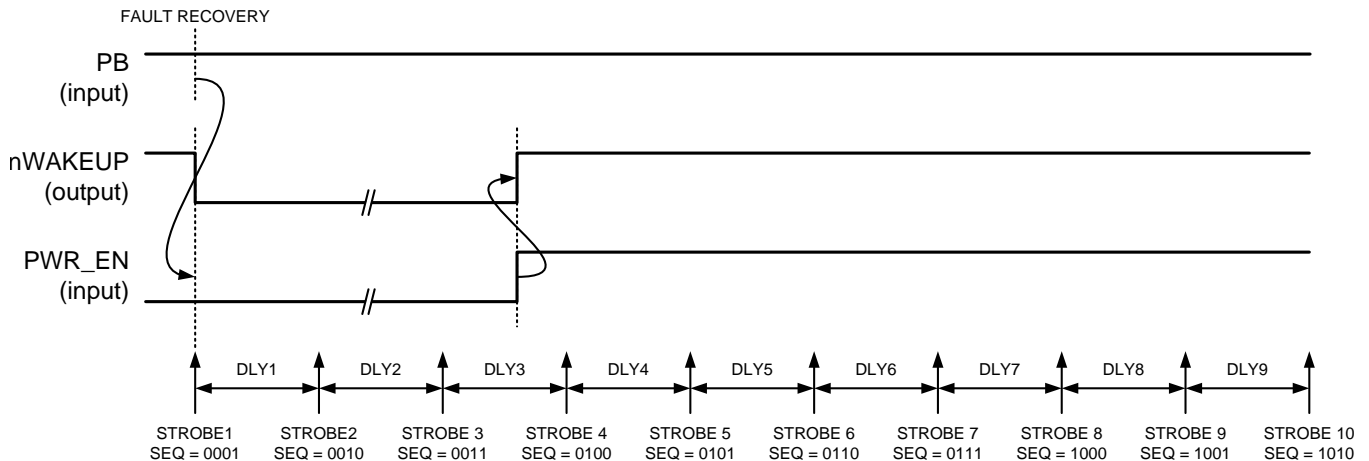 FAULT RECOVERY
PB
(input)
nWAKEUP
(output)
PWR_EN
(input)
DLY1 DLY2 DLY3 DLY4 DLY5 DLY6 DLY7 DLY8 DLY9
STROBE1 STROBE2 STROBE 3 STROBE 4 STROBE 5 STROBE 6 STROBE 7 STROBE 8 STROBE 9 STROBE 10
SEQ = 0001 SEQ = 0010 SEQ = 0011 SEQ = 0100 SEQ = 0101 SEQ = 0110 SEQ = 0111 SEQ = 1000 SEQ = 1001 SEQ = 1010